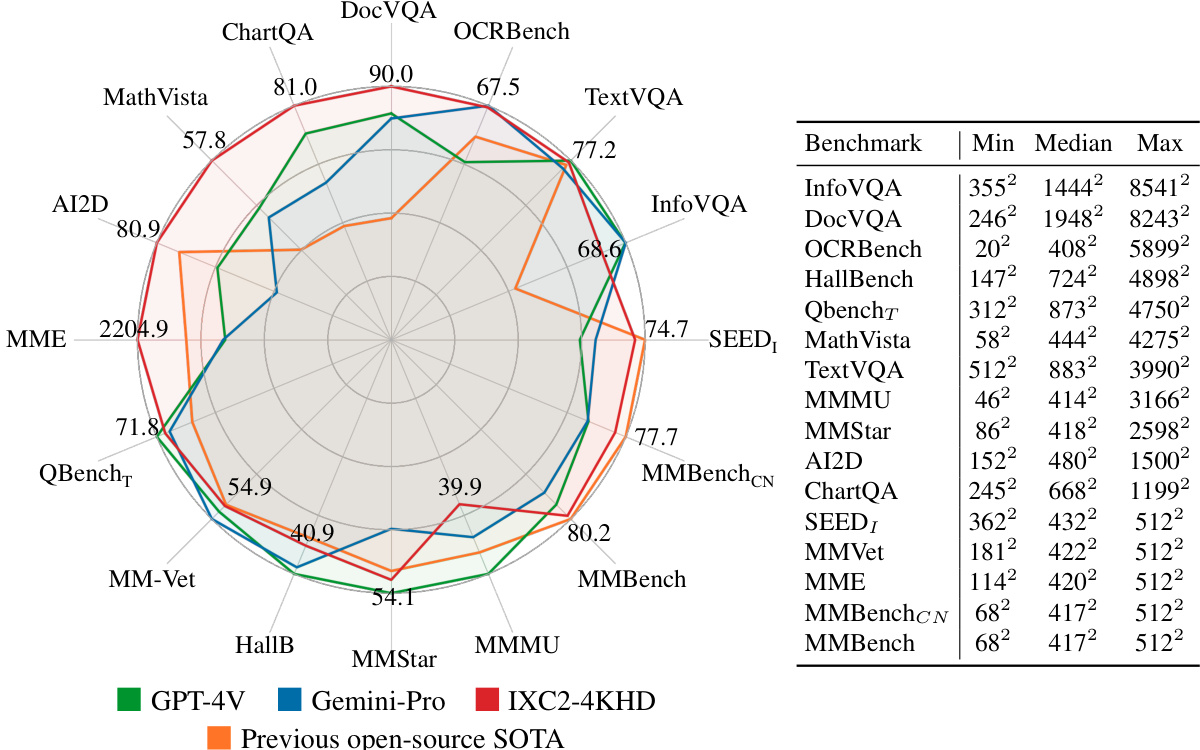 DocVQA
ChartQA
OCRBench
90.0
81.0
67.5
MathVista
TextVQA
57.8
77.2
AI2D
InfoVQA
80.9
68.6
MME
2204.9
74.7
SEED_I
71.8
77.7
QBench_T
MMBench_CN
54.9
39.9
40.9
80.2
MM-Vet
MMBench
54.1
HallB
MMMU
MMStar
GPT-4V Gemini-Pro IXC2-4KHD
Previous open-source SOTA
Benchmark Min Median Max
InfoVQA 355² 1444² 8541²
DocVQA 246² 1948² 8243²
OCRBench 20² 408² 5899²
HallBench 147² 724² 4898²
Qbench_T 312² 873² 4750²
MathVista 58² 444² 4275²
TextVQA 512² 883² 3990²
MMMU 46² 414² 3166²
MMStar 86² 418² 2598²
AI2D 152² 480² 1500²
ChartQA 245² 668² 1199²
SEED_I 362² 432² 512²
MMVet 181² 422² 512²
MME 114² 420² 512²
MMBench_CN 68² 417² 512²
MMBench 68² 417² 512²